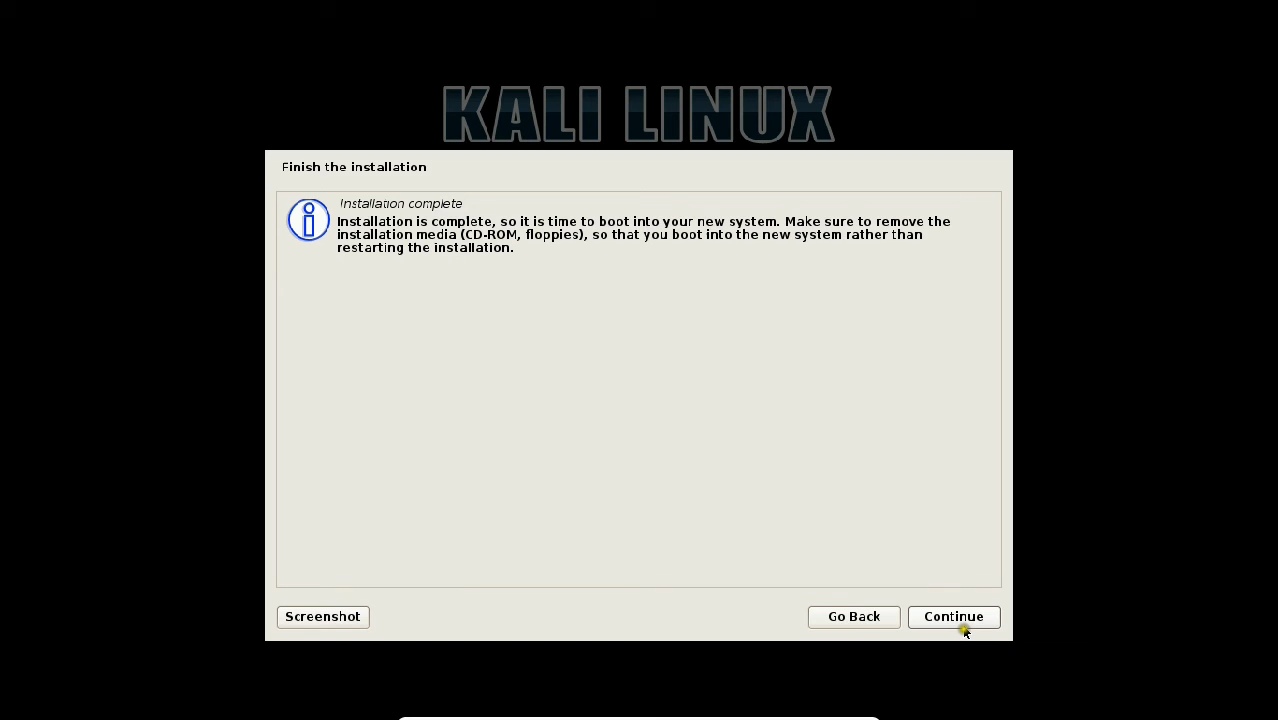 KALI LINUX
Finish the installation
Installation complete
Installation is complete, so it is time to boot into your new system. Make sure to remove the
installation media (CD-ROM, floppies), so that you boot into the new system rather than
restarting the installation.
Screenshot
Go Back
Continue